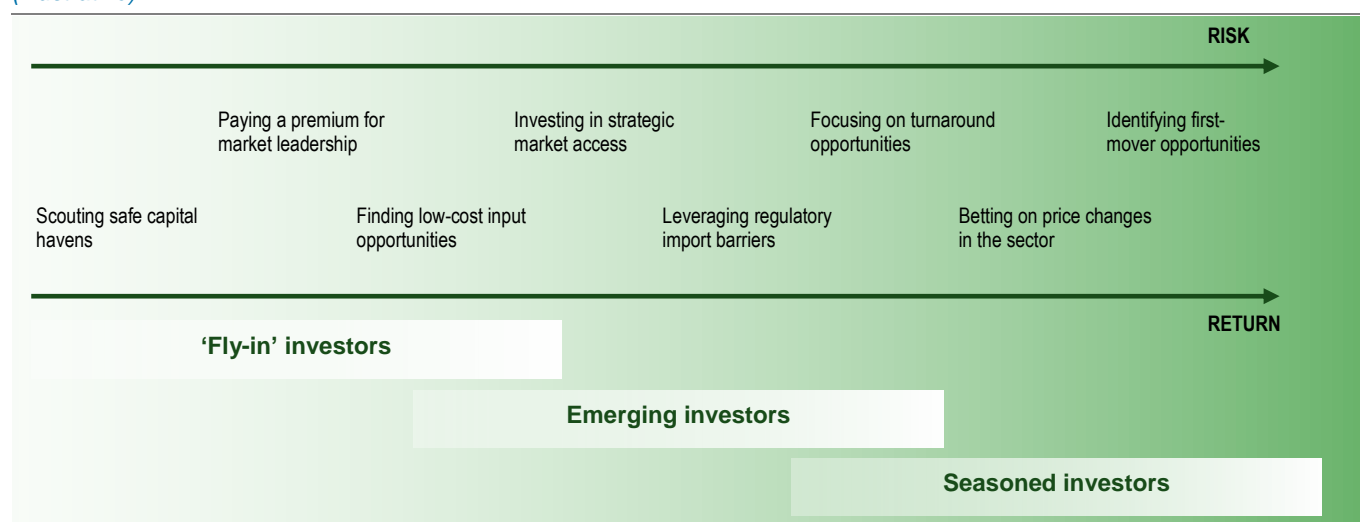 RISK
Paying a premium for
market leadership
Investing in strategic
market access
Focusing on turnaround
opportunities
Identifying first-
mover opportunities
Scouting safe capital
havens
Finding low-cost input
opportunities
Leveraging regulatory
import barriers
Betting on price changes
in the sector
RETURN
‘Fly-in’ investors
Emerging investors
Seasoned investors